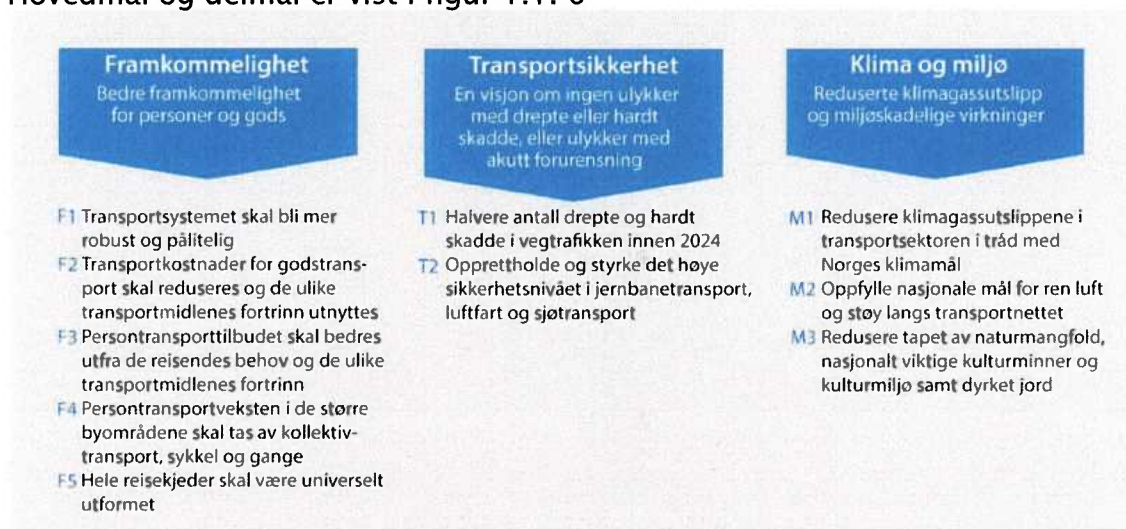 Hovedmål og delmål er vist i figur 1.1. 6
Framkommelighet
Bedre framkommelighet
for personer og gods
F1 Transportsystemet skal bli mer
robust og pålitelig
F2 Transportkostnader for godstrans-
port skal reduseres og de ulike
transportmidlenes fortrinn utnyttes
F3 Persontransporttilbudet skal bedres
utfra de reisendes behov og de ulike
transportmidlenes fortrinn
F4 Persontransportveksten i de større
byområdene skal tas av kollektiv-
transport, sykkel og gange
F5 Hele reisekjeder skal være universelt
utformet
Transportsikkerhet
En visjon om ingen ulykker
med drepte eller hardt
skadde, eller ulykker med
akutt forurensning
T1 Halvere antall drepte og hardt
skadde i vegtrafikken innen 2024
T2 Opprettholde og styrke det høye
sikkerhetsnivået i jernbanetransport,
luftfart og sjøtransport
Klima og miljø
Reduserte klimagassutslipp
og miljøskadelige virkninger
M1 Redusere klimagassutslippene i
transportsektoren i tråd med
Norges klimamål
M2 Oppfylle nasjonale mål for ren luft
og støy langs transportnettet
M3 Redusere tapet av naturmangfold,
nasjonalt viktige kulturminner og
kulturmiljø samt dyrket jord